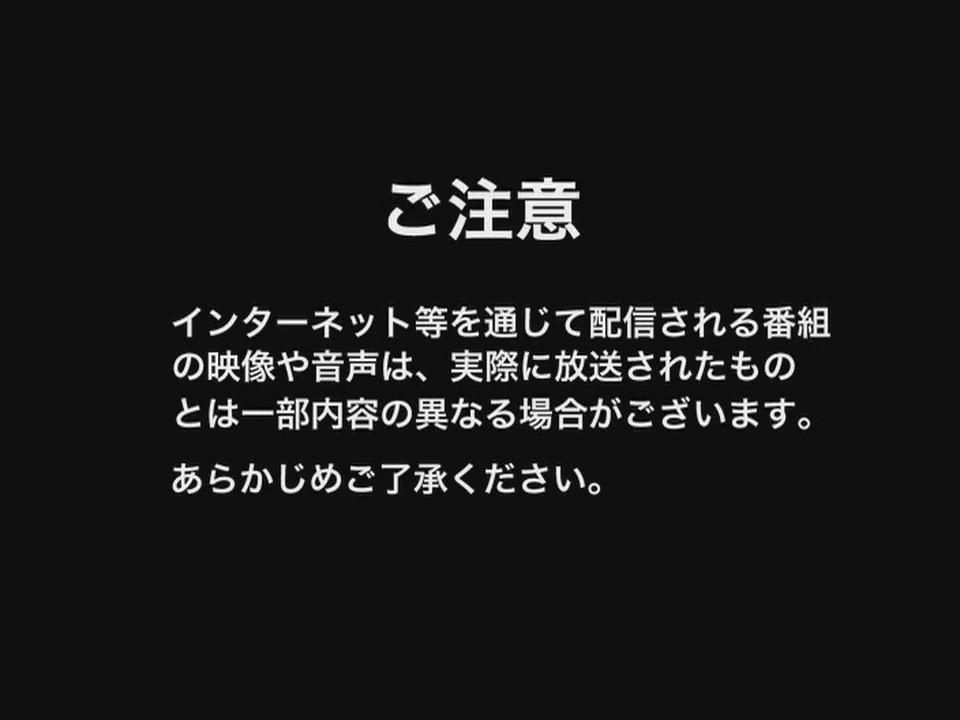 ご注意
インターネット等を通じて配信される番組
の映像や音声は、実際に放送されたもの
とは一部内容の異なる場合がございます。
あらかじめご了承ください。